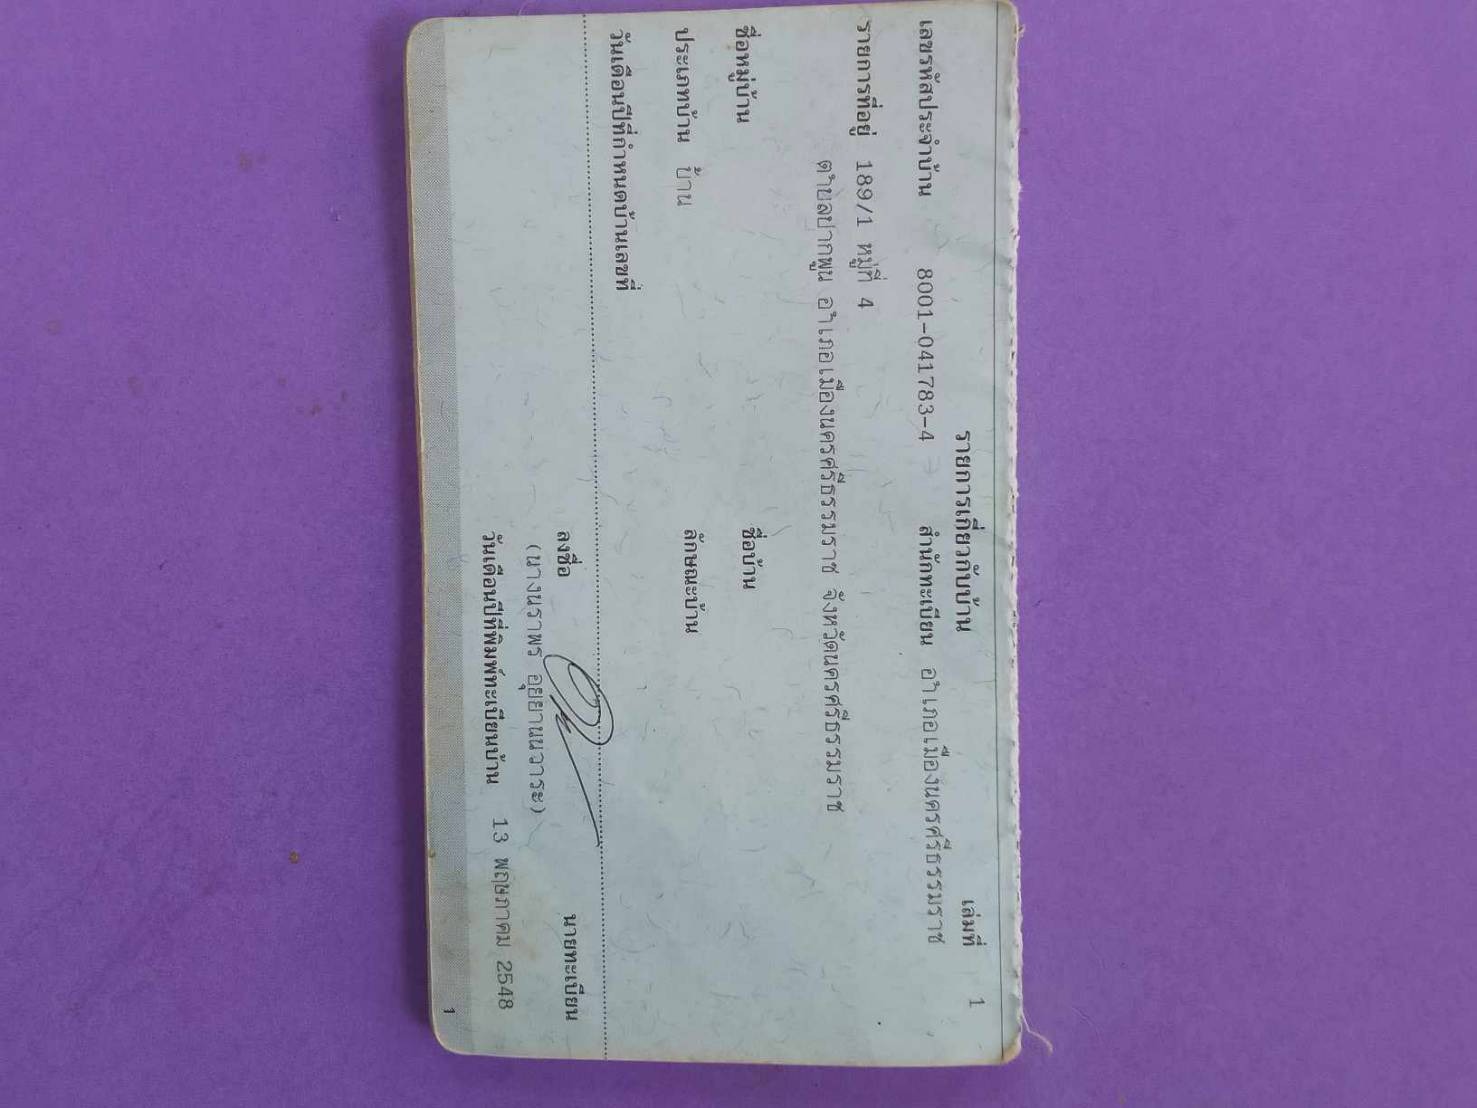 รายการเกี่ยวกับบ้าน เล่มที่ 1
เลขรหัสประจำบ้าน 8001-041783-4 สำนักทะเบียน อำเภอเมืองนครศรีธรรมราช
รายการที่อยู่ 189/1 หมู่ที่ 4
ตำบลปากพูน อำเภอเมืองนครศรีธรรมราช จังหวัดนครศรีธรรมราช
ชื่อหมู่บ้าน ชื่อบ้าน
ประเภทบ้าน บ้าน ลักษณะบ้าน
วันเดือนปีที่กำหนดบ้านเลขที่
ลงชื่อ นายทะเบียน
(นางนราพร อุยยานนวาระ)
วันเดือนปีที่พิมพ์ทะเบียนบ้าน 13 พฤษภาคม 2548
1